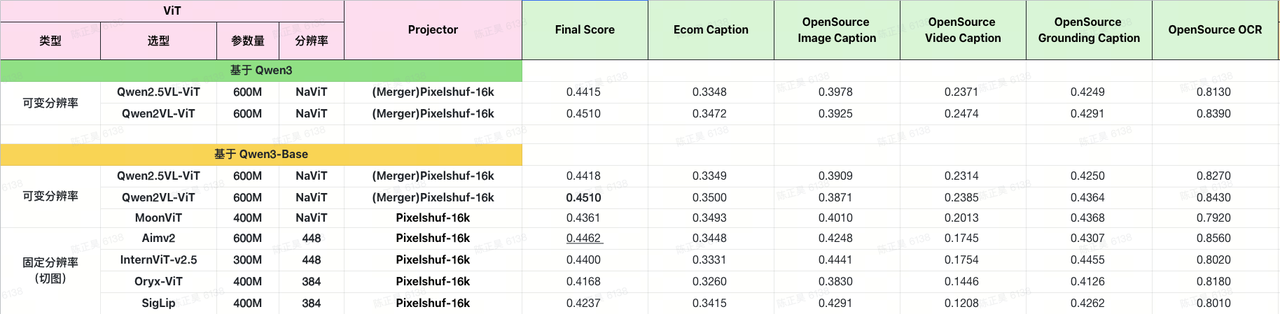 ViT
Projector
Final Score
Ecom Caption
OpenSource
Image Caption
OpenSource
Video Caption
OpenSource
Grounding Caption
OpenSource OCR
类型 选型 参数量 分辨率
基于 Qwen3
可变分辨率
Qwen2.5VL-ViT 600M NaViT (Merger)Pixelshuf-16k 0.4415 0.3348 0.3978 0.2371 0.4249 0.8130
Qwen2VL-ViT 600M NaViT (Merger)Pixelshuf-16k 0.4510 0.3472 0.3925 0.2474 0.4291 0.8390
基于 Qwen3-Base
可变分辨率
Qwen2.5VL-ViT 600M NaViT (Merger)Pixelshuf-16k 0.4418 0.3349 0.3909 0.2314 0.4250 0.8270
Qwen2VL-ViT 600M NaViT (Merger)Pixelshuf-16k 0.4510 0.3500 0.3871 0.2385 0.4364 0.8430
MoonViT 400M NaViT Pixelshuf-16k 0.4361 0.3493 0.4010 0.2013 0.4368 0.7920
固定分辨率
（切图）
Aimv2 600M 448 Pixelshuf-16k 0.4462 0.3448 0.4248 0.1745 0.4307 0.8560
InternViT-v2.5 300M 448 Pixelshuf-16k 0.4400 0.3331 0.4441 0.1754 0.4455 0.8020
Oryx-ViT 400M 384 Pixelshuf-16k 0.4168 0.3260 0.3830 0.1446 0.4126 0.8180
SigLip 400M 384 Pixelshuf-16k 0.4237 0.3415 0.4291 0.1208 0.4262 0.8010